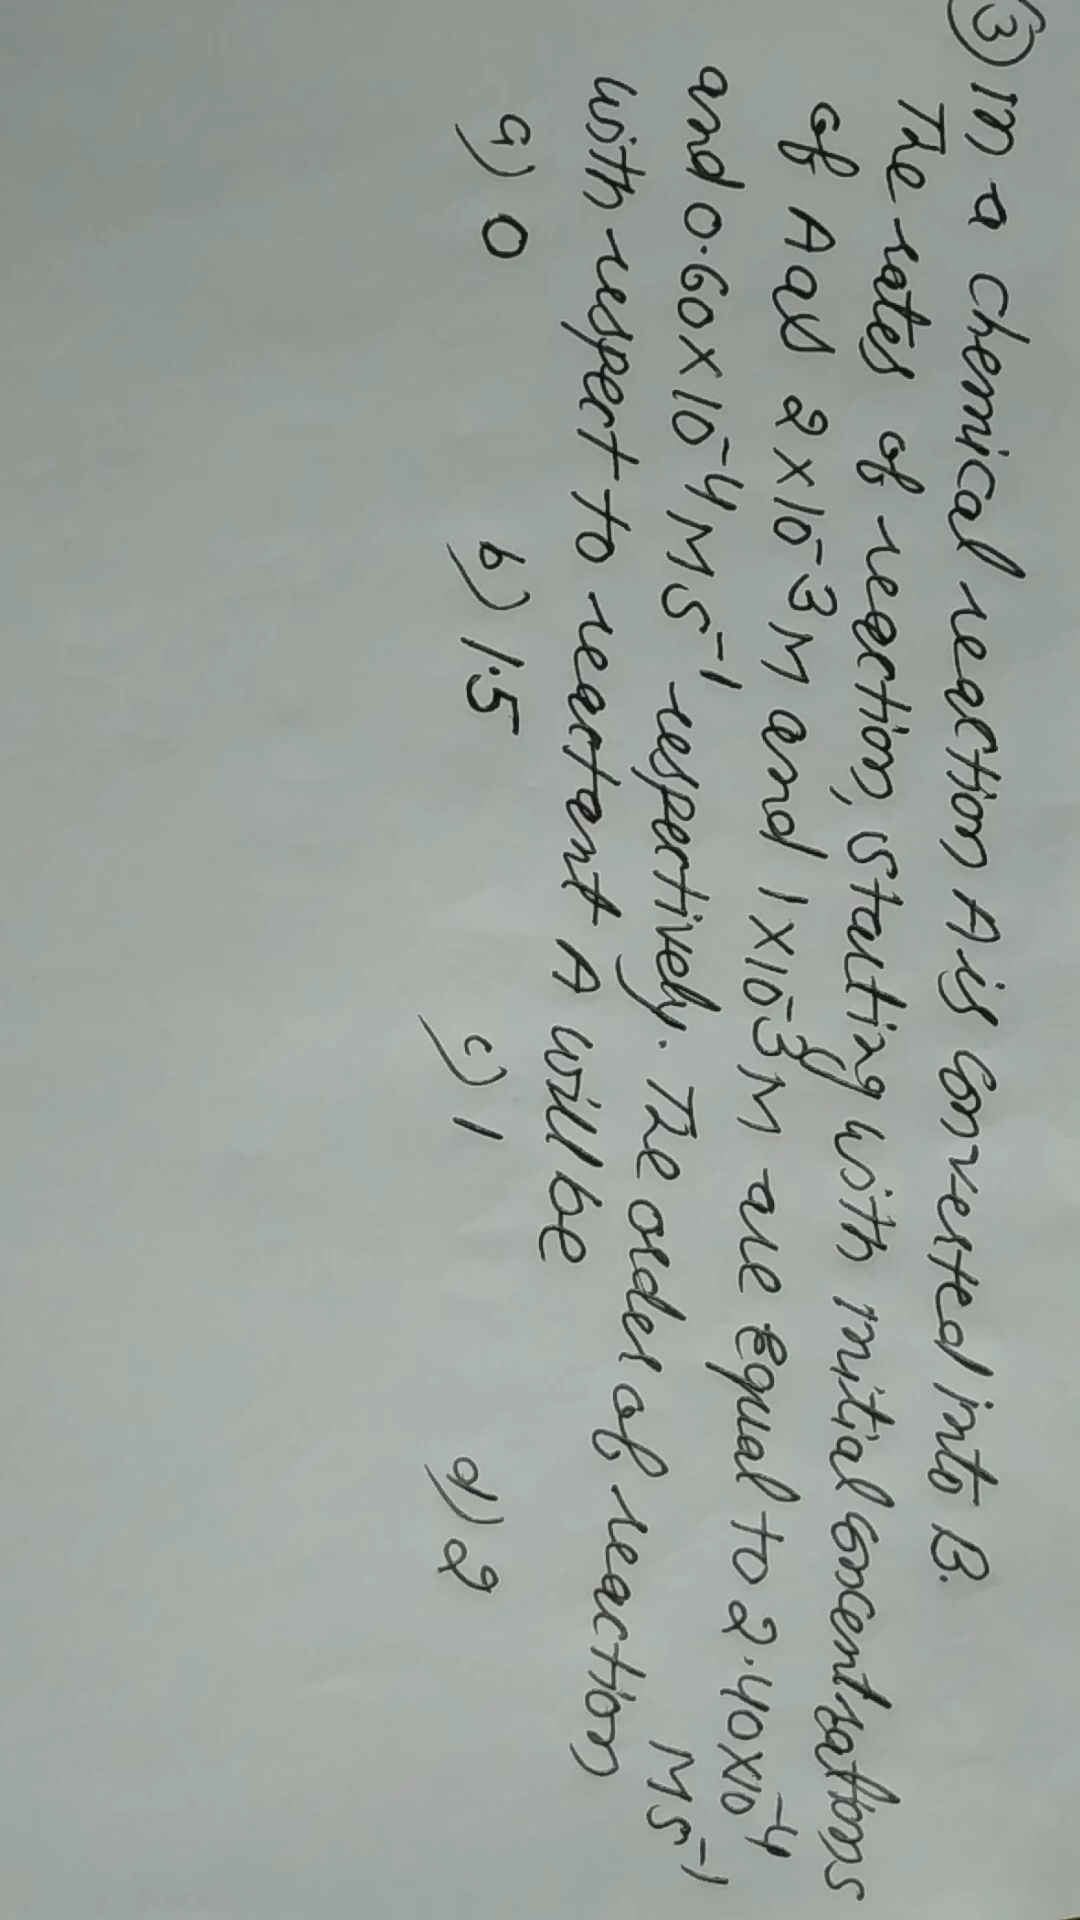 ③ In a chemical reaction A is converted into B.
The rates of reaction, starting with initial concentrations
of A as 2×10⁻³M and 1×10⁻³M are equal to 2.40×10⁻⁴
MS⁻¹
and 0.60×10⁻⁴MS⁻¹ respectively. The order of reaction
with respect to reactant A will be
a) 0 b) 1.5 c) 1 d) 2